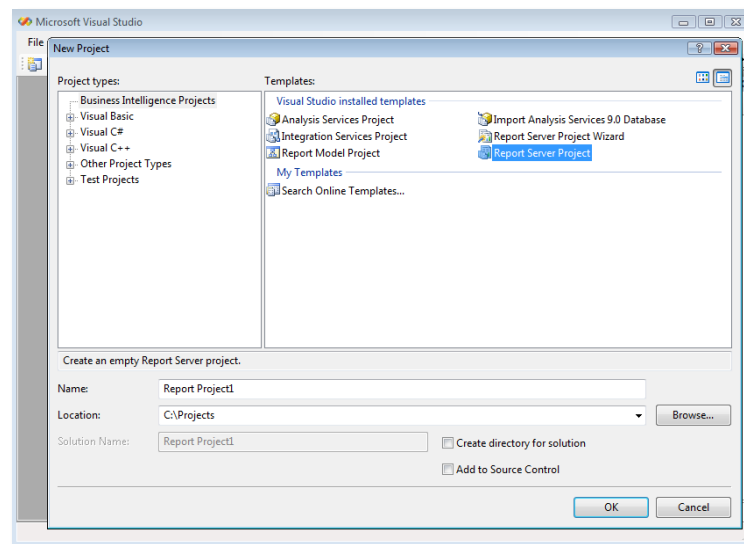 Microsoft Visual Studio
File
New Project
Project types:
Templates:
Business Intelligence Projects
Visual Basic
Visual C#
Visual C++
Other Project Types
Test Projects
Visual Studio installed templates
Analysis Services Project
Import Analysis Services 9.0 Database
Integration Services Project
Report Server Project Wizard
Report Model Project
Report Server Project
My Templates
Search Online Templates...
Create an empty Report Server project.
Name:
Report Project1
Location:
C:\Projects
Browse...
Solution Name:
Report Project1
Create directory for solution
Add to Source Control
OK
Cancel